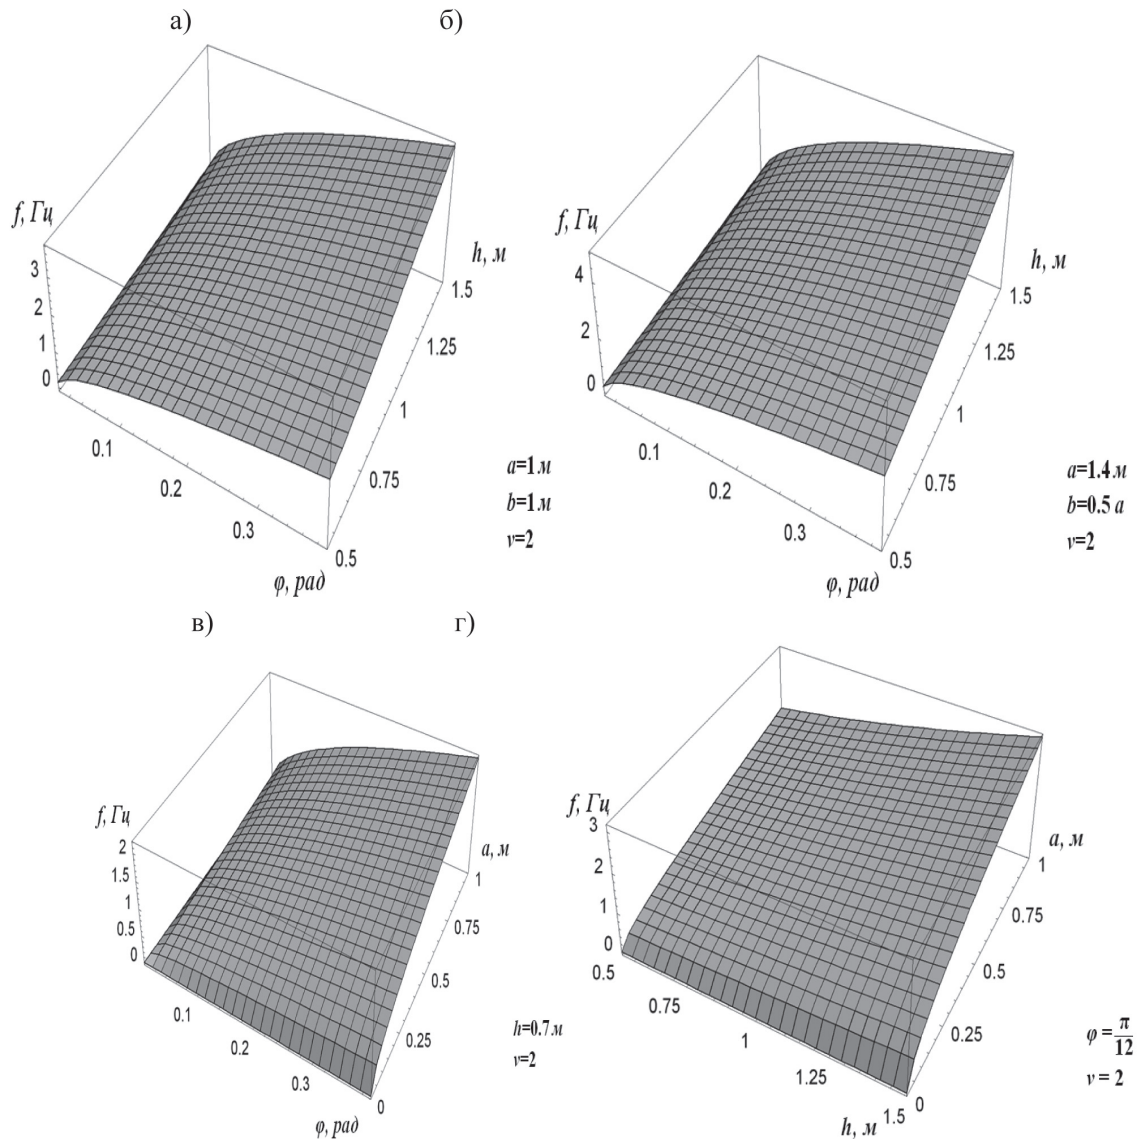 а)
f, Гц
3
2
1
0
0.1
0.2
0.3
φ, рад
0.5
0.75
1
1.25
1.5
h, м
a=1 м
b=1 м
ν=2
б)
f, Гц
4
2
0
0.1
0.2
0.3
φ, рад
0.5
0.75
1
1.25
1.5
h, м
a=1.4 м
b=0.5 a
ν=2
в)
f, Гц
2
1.5
1
0.5
0
0.1
0.2
0.3
φ, рад
0
0.25
0.5
0.75
1
a, м
h=0.7 м
ν=2
г)
f, Гц
3
2
1
0
0.5
0.75
1
1.25
1.5
h, м
0
0.25
0.5
0.75
1
a, м
φ = π/12
ν = 2